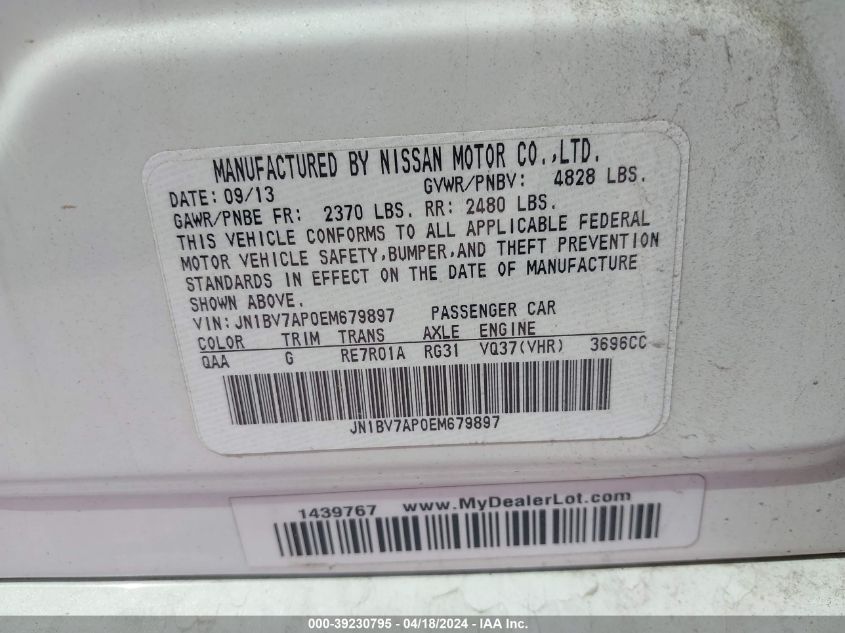 MANUFACTURED BY NISSAN MOTOR CO.,LTD.
DATE: 09/13 GVWR/PNBV: 4828 LBS.
GAWR/PNBE FR: 2370 LBS. RR: 2480 LBS.
THIS VEHICLE CONFORMS TO ALL APPLICABLE FEDERAL
MOTOR VEHICLE SAFETY,BUMPER,AND THEFT PREVENTION
STANDARDS IN EFFECT ON THE DATE OF MANUFACTURE
SHOWN ABOVE.
VIN: JN1BV7AP0EM679897 PASSENGER CAR
COLOR TRIM TRANS AXLE ENGINE
QAA G RE7R01A RG31 VQ37(VHR) 3696CC
JN1BV7AP0EM679897
1439767 www.MyDealerLot.com
000-39230795 - 04/18/2024 - IAA Inc.